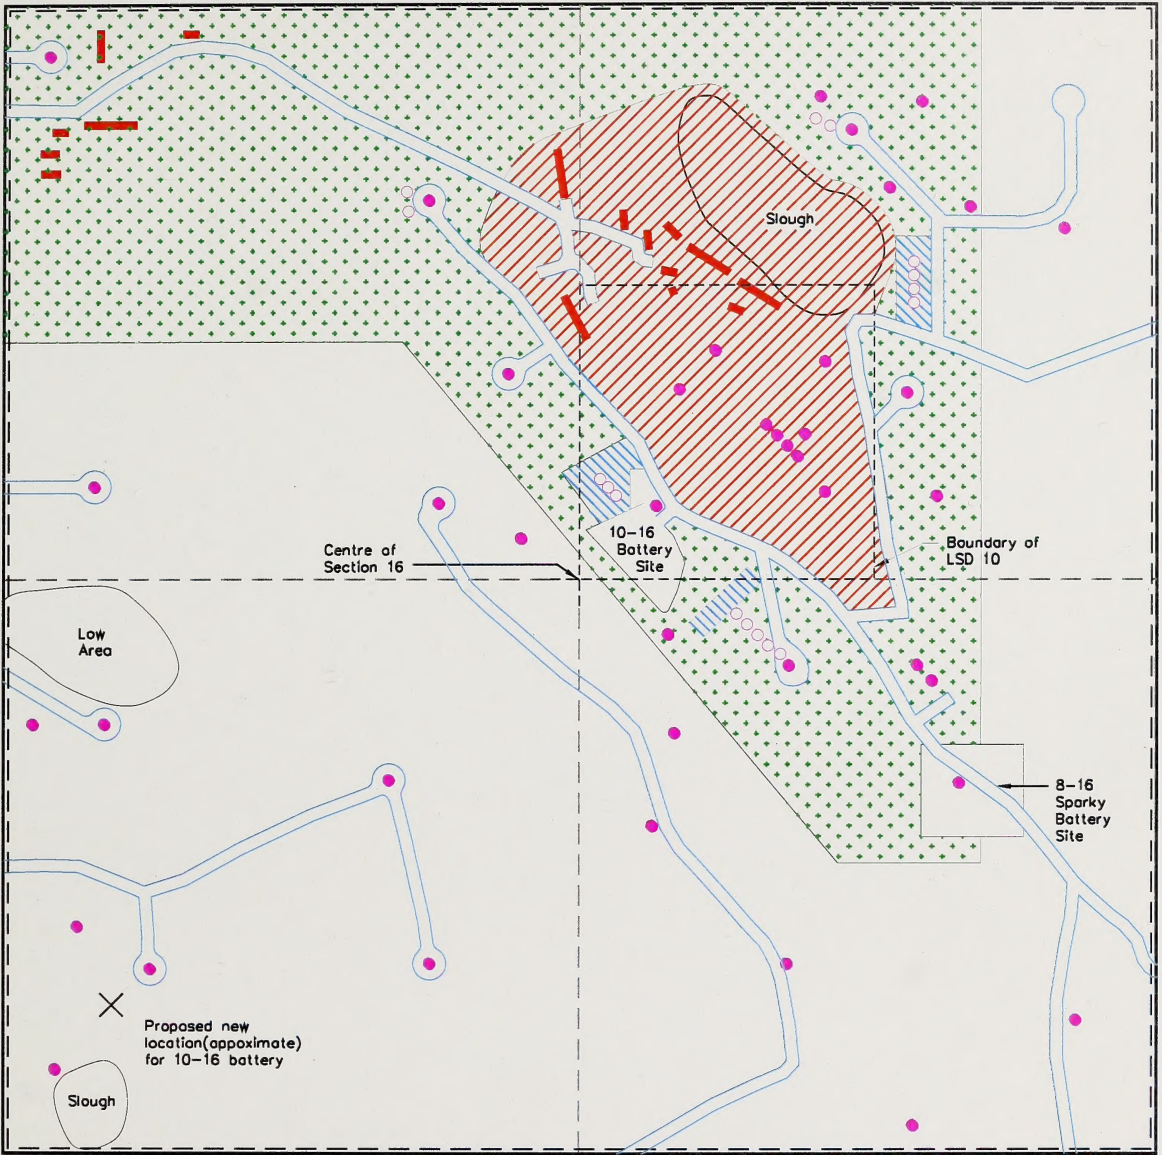 Slough
10-16
Battery
Site
Boundary of
LSD 10
Centre of
Section 16
Low
Area
8-16
Sparky
Battery
Site
Proposed new
location(appoximate)
for 10-16 battery
Slough